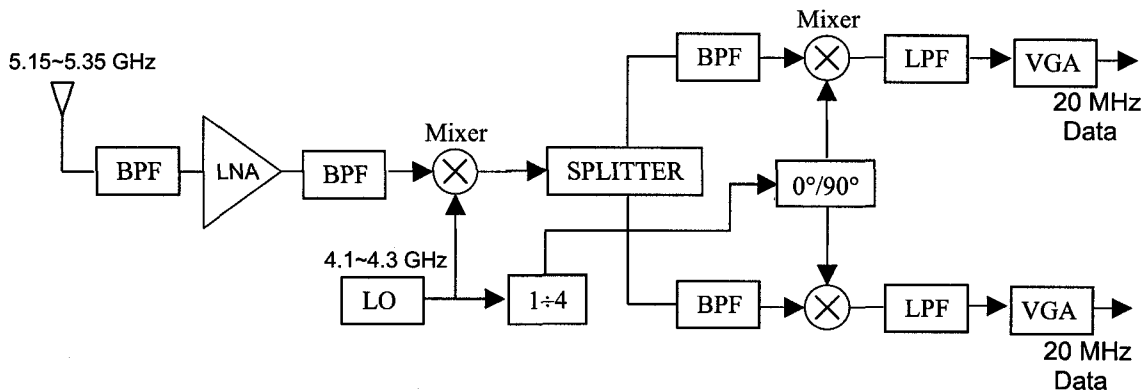 5.15~5.35 GHz
BPF
LNA
BPF
Mixer
SPLITTER
4.1~4.3 GHz
LO
1÷4
0°/90°
BPF
Mixer
LPF
VGA
20 MHz
Data
BPF
LPF
VGA
20 MHz
Data